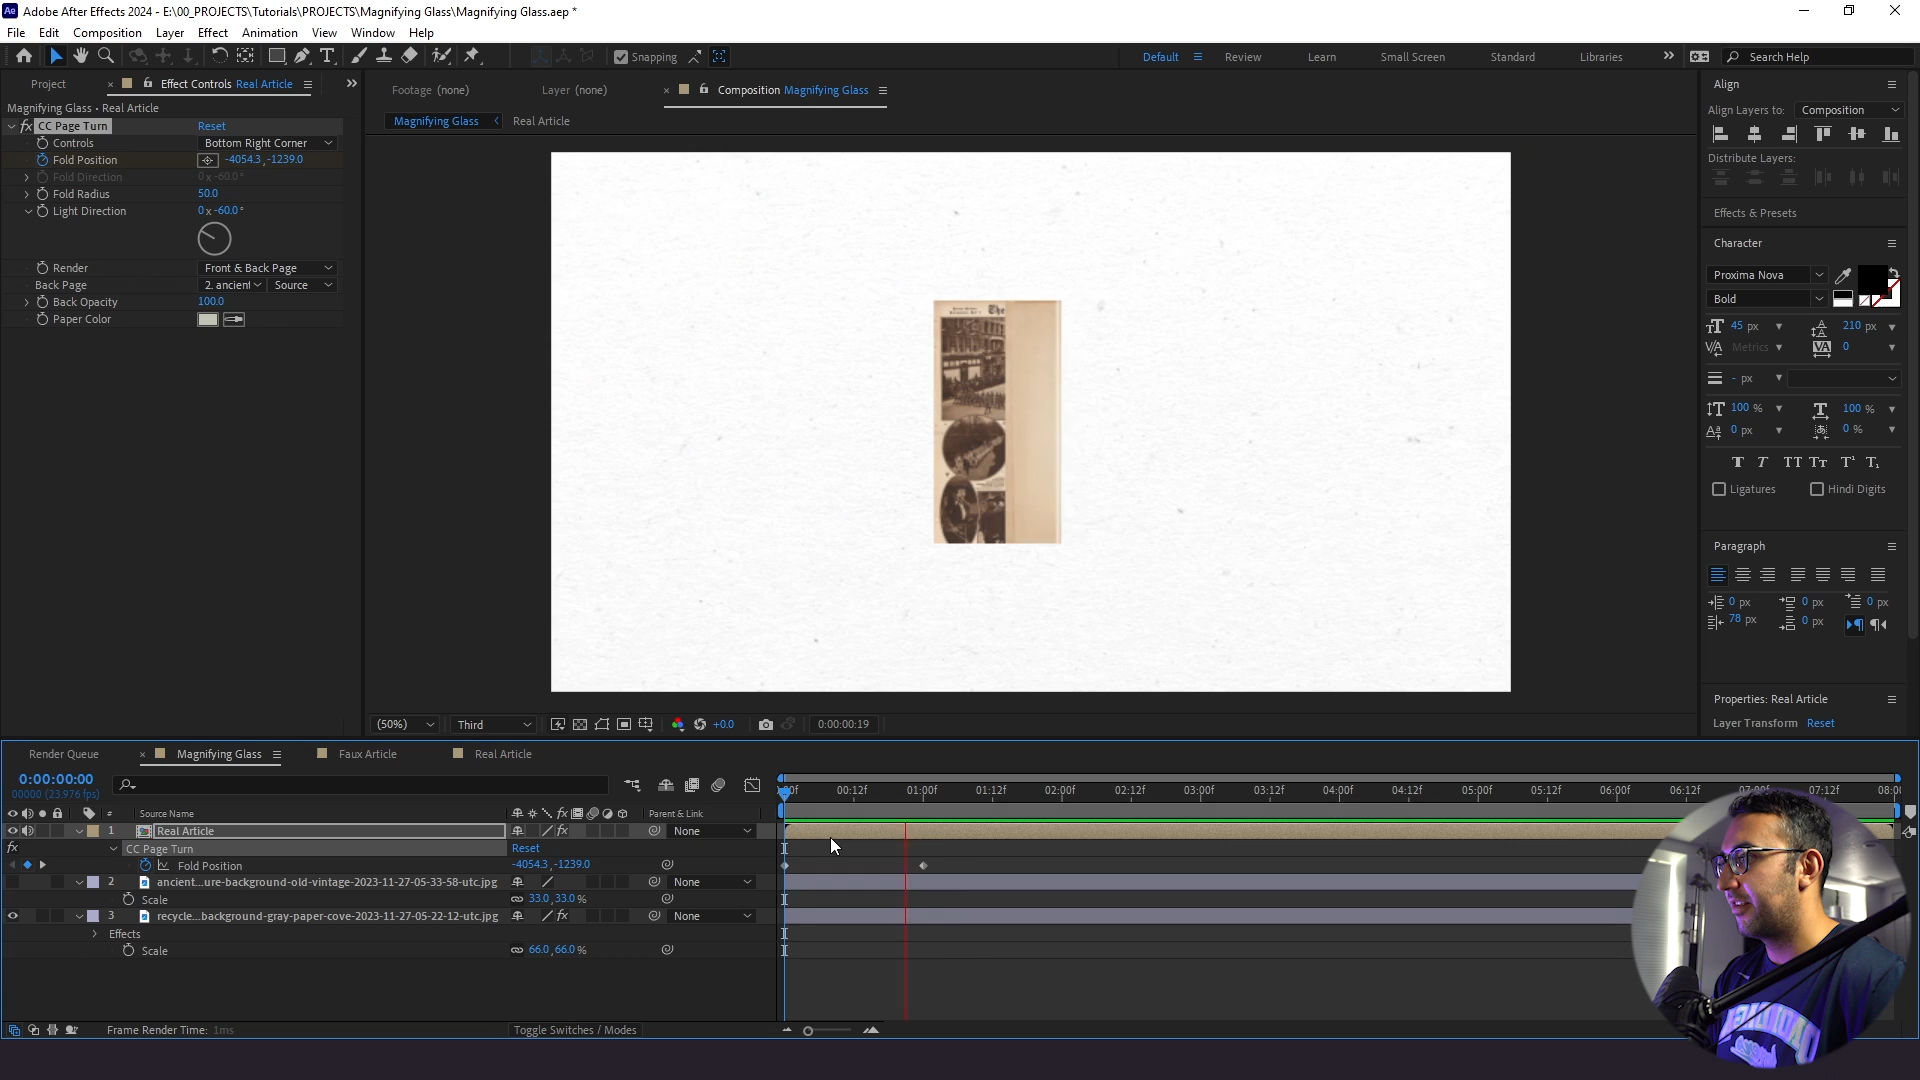 Adobe After Effects 2024 - E:\00_PROJECTS\Tutorials\PROJECTS\Magnifying Glass\Magnifying Glass.aep *
File Edit Composition Layer Effect Animation View Window Help
Snapping
Default Review Learn Small Screen Standard Libraries Search Help
Project Effect Controls Real Article
Magnifying Glass • Real Article
fx CC Page Turn Reset
Controls Bottom Right Corner
Fold Position -4054.3, -1239.0
Fold Direction 0 x -60.0°
Fold Radius 50.0
Light Direction 0 x -60.0°
Render Front & Back Page
Back Page 2. ancient Source
Back Opacity 100.0
Paper Color
Footage (none) Layer (none) Composition Magnifying Glass
Magnifying Glass Real Article
The
(50%) Third +0.0 0:00:00:19
Align
Align Layers to: Composition
Distribute Layers:
Effects & Presets
Character
Proxima Nova
Bold
45 px 210 px
Metrics 0
- px
100 % 100 %
0 px 0 %
T T TT Tt T¹ T₁
Ligatures Hindi Digits
Paragraph
0 px 0 px 0 px
78 px 0 px
Properties: Real Article
Layer Transform Reset
Render Queue Magnifying Glass Faux Article Real Article
0:00:00:00
00000 (23.976 fps)
00f 00:12f 01:00f 01:12f 02:00f 02:12f 03:00f 03:12f 04:00f 04:12f 05:00f 05:12f 06:00f 06:12f 07:00f 07:12f 08:00
# Source Name Parent & Link
1 Real Article None
CC Page Turn Reset
Fold Position -4054.3, -1239.0
2 ancient...ure-background-old-vintage-2023-11-27-05-33-58-utc.jpg None
Scale 33.0, 33.0 %
3 recycle...background-gray-paper-cove-2023-11-27-05-22-12-utc.jpg None
Effects
Scale 66.0, 66.0 %
Frame Render Time: 1ms Toggle Switches / Modes